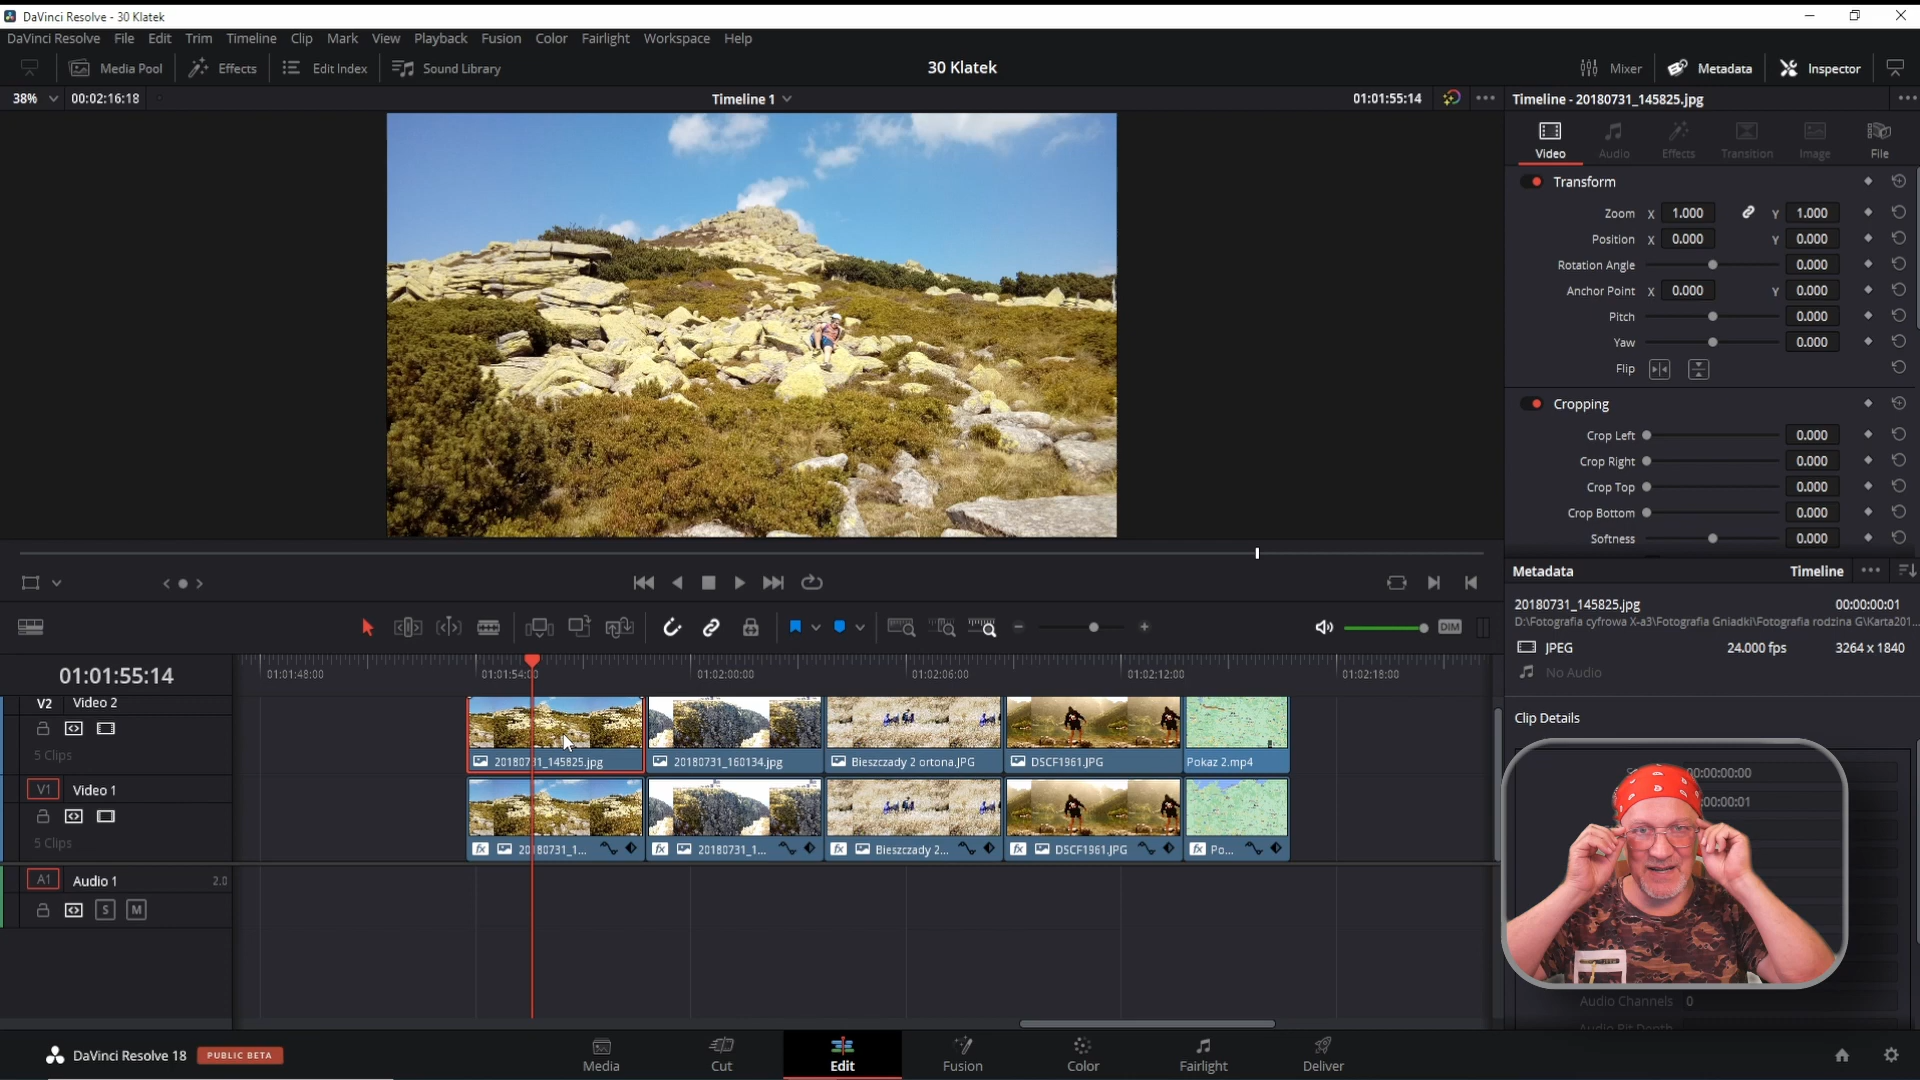 DaVinci Resolve - 30 Klatek
DaVinci Resolve File Edit Trim Timeline Clip Mark View Playback Fusion Color Fairlight Workspace Help
Media Pool Effects Edit Index Sound Library 30 Klatek Mixer Metadata Inspector
38% 00:02:16:18 Timeline 1 01:01:55:14 Timeline - 20180731_145825.jpg
Video Audio Effects Transition Image File
Transform
Zoom X 1.000 Y 1.000
Position X 0.000 Y 0.000
Rotation Angle 0.000
Anchor Point X 0.000 Y 0.000
Pitch 0.000
Yaw 0.000
Flip
Cropping
Crop Left 0.000
Crop Right 0.000
Crop Top 0.000
Crop Bottom 0.000
Softness 0.000
Metadata Timeline
20180731_145825.jpg 00:00:00:01
D:\Fotografia cyfrowa X-a3\Fotografia Gniadki\Fotografia rodzina G\Karta201...
JPEG 24.000 fps 3264 x 1840
No Audio
Clip Details
00:00:00:00
:00:00:01
Audio Channels 0
Audio Bit Depth
DIM
01:01:55:14
01:01:48:00 01:01:54:00 01:02:00:00 01:02:06:00 01:02:12:00 01:02:18:00
V2 Video 2
5 Clips
20180731_145825.jpg 20180731_160134.jpg Bieszczady 2 ortona.JPG DSCF1961.JPG Pokaz 2.mp4
V1 Video 1
5 Clips
fx 20180731_1... fx 20180731_1... fx Bieszczady 2... fx DSCF1961.JPG fx Po...
A1 Audio 1 2.0
S M
DaVinci Resolve 18 PUBLIC BETA
Media Cut Edit Fusion Color Fairlight Deliver